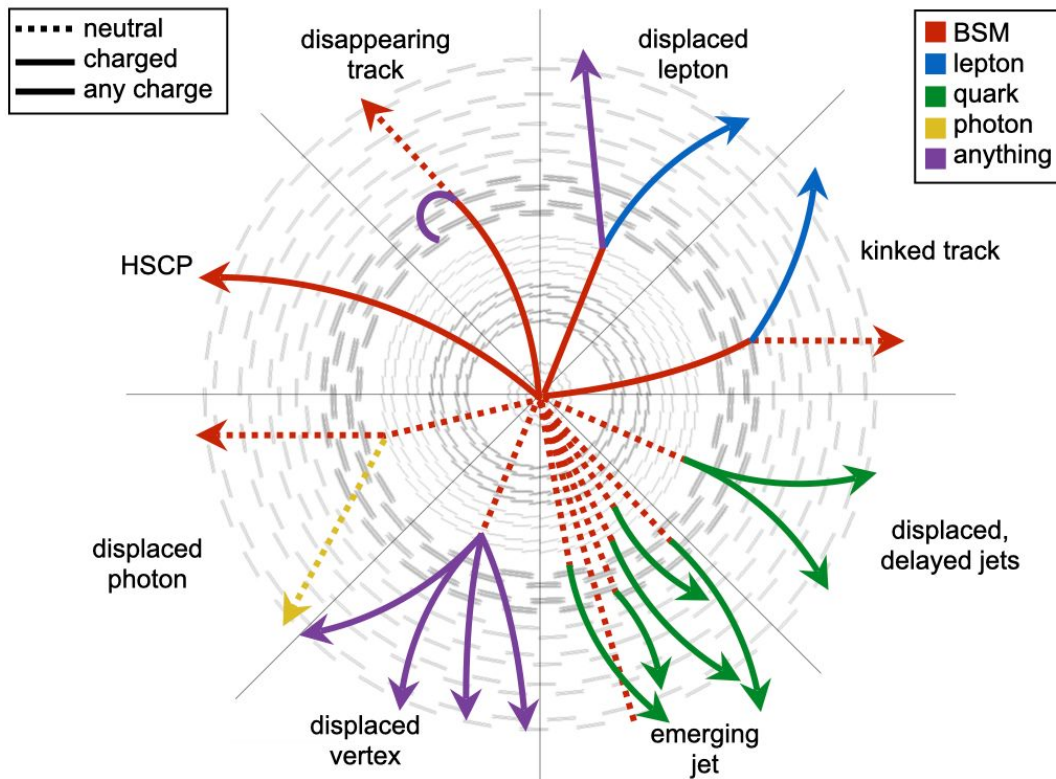 neutral
charged
any charge
disappearing
track
displaced
lepton
BSM
lepton
quark
photon
anything
HSCP
kinked track
displaced
photon
displaced,
delayed jets
displaced
vertex
emerging
jet